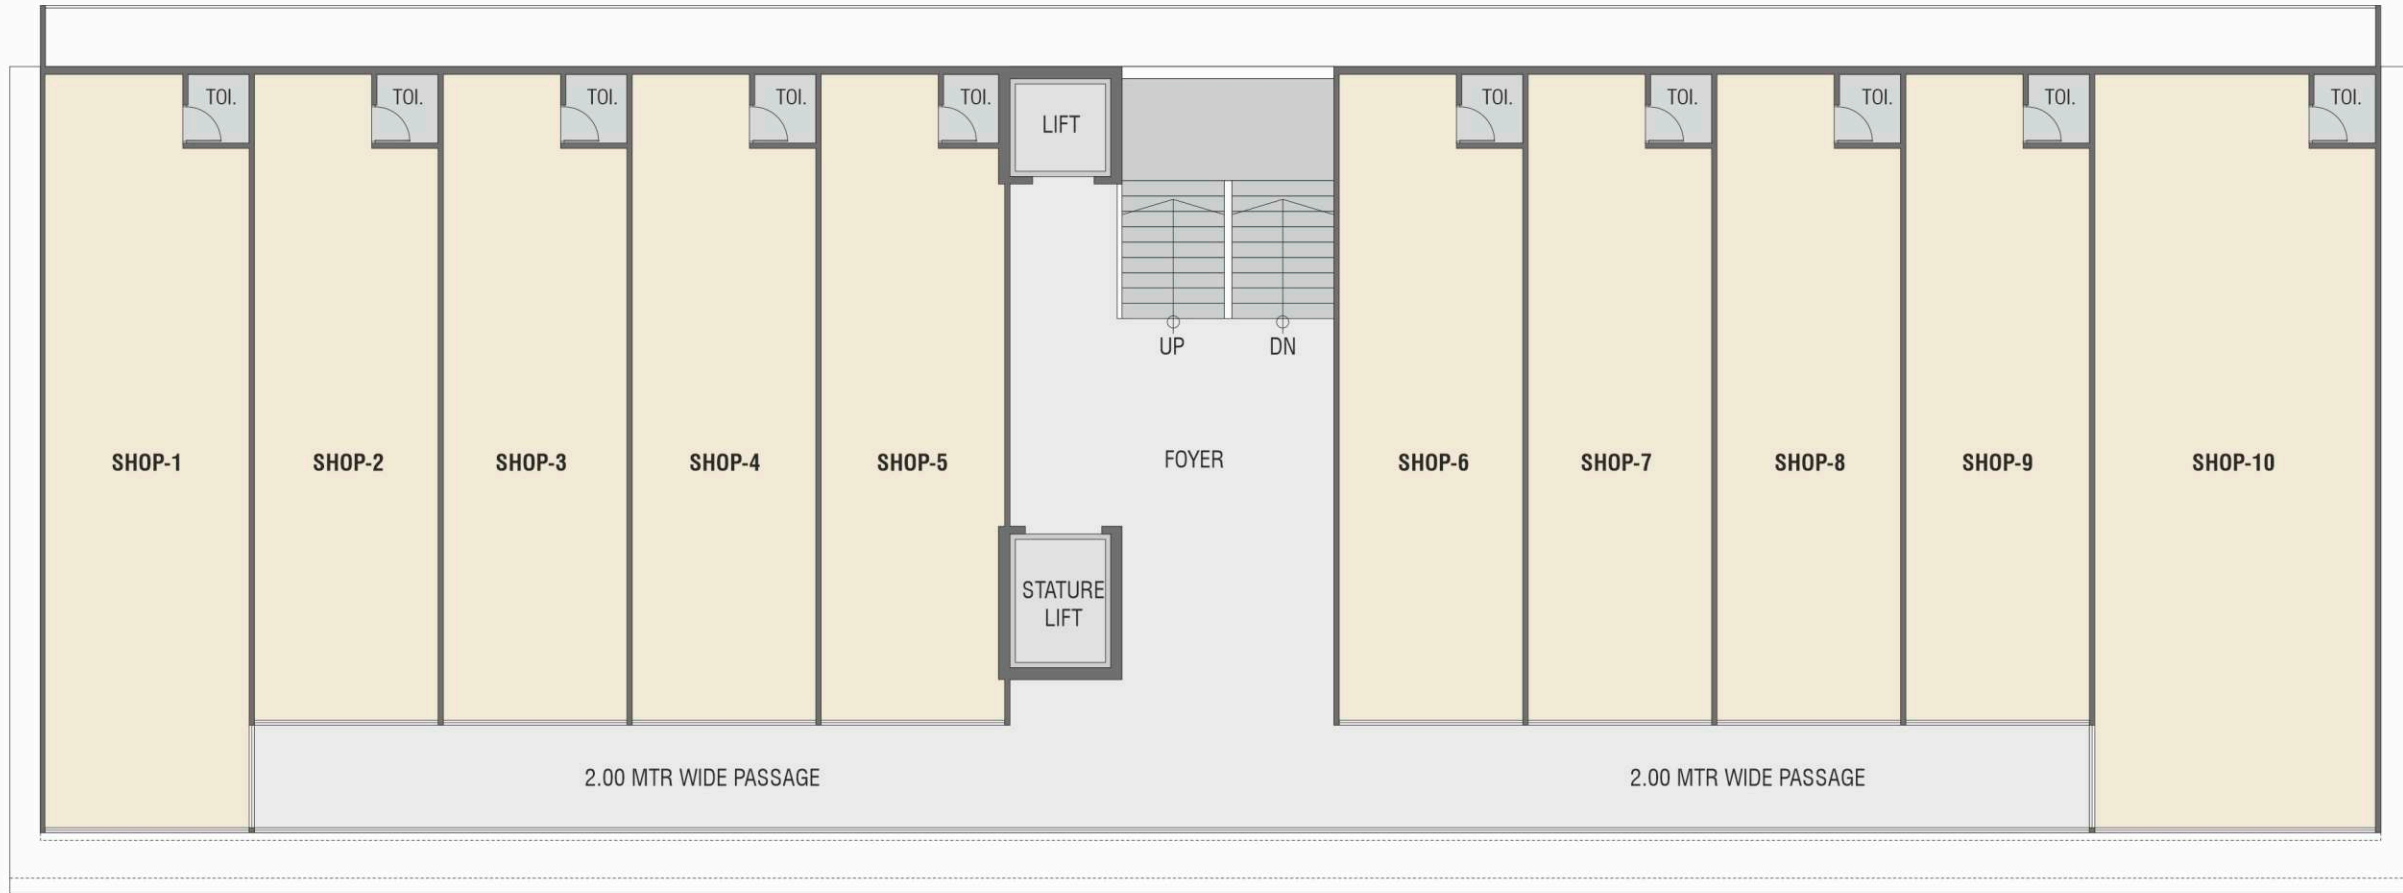 TOI.
TOI.
TOI.
TOI.
TOI.
TOI.
TOI.
TOI.
TOI.
TOI.
LIFT
UP
DN
SHOP-1
SHOP-2
SHOP-3
SHOP-4
SHOP-5
FOYER
SHOP-6
SHOP-7
SHOP-8
SHOP-9
SHOP-10
STATURE
LIFT
2.00 MTR WIDE PASSAGE
2.00 MTR WIDE PASSAGE